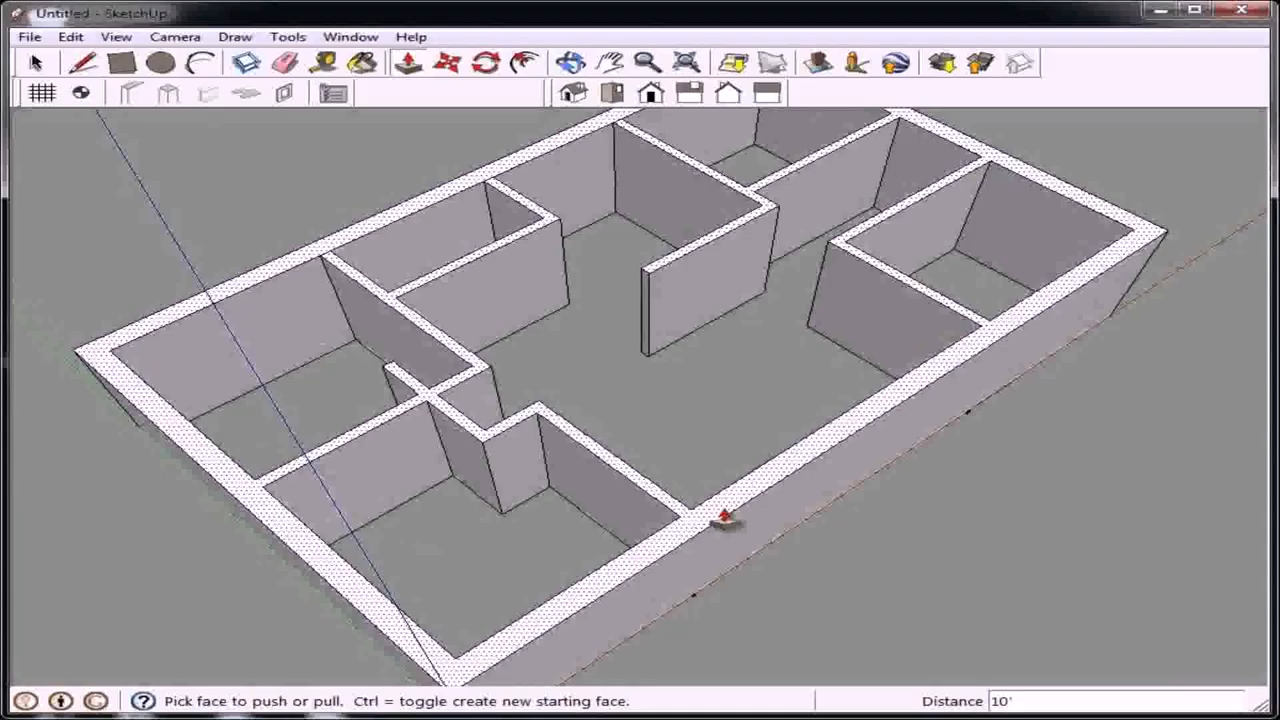 Untitled - SketchUp
File Edit View Camera Draw Tools Window Help
Pick face to push or pull. Ctrl = toggle create new starting face. Distance 10'